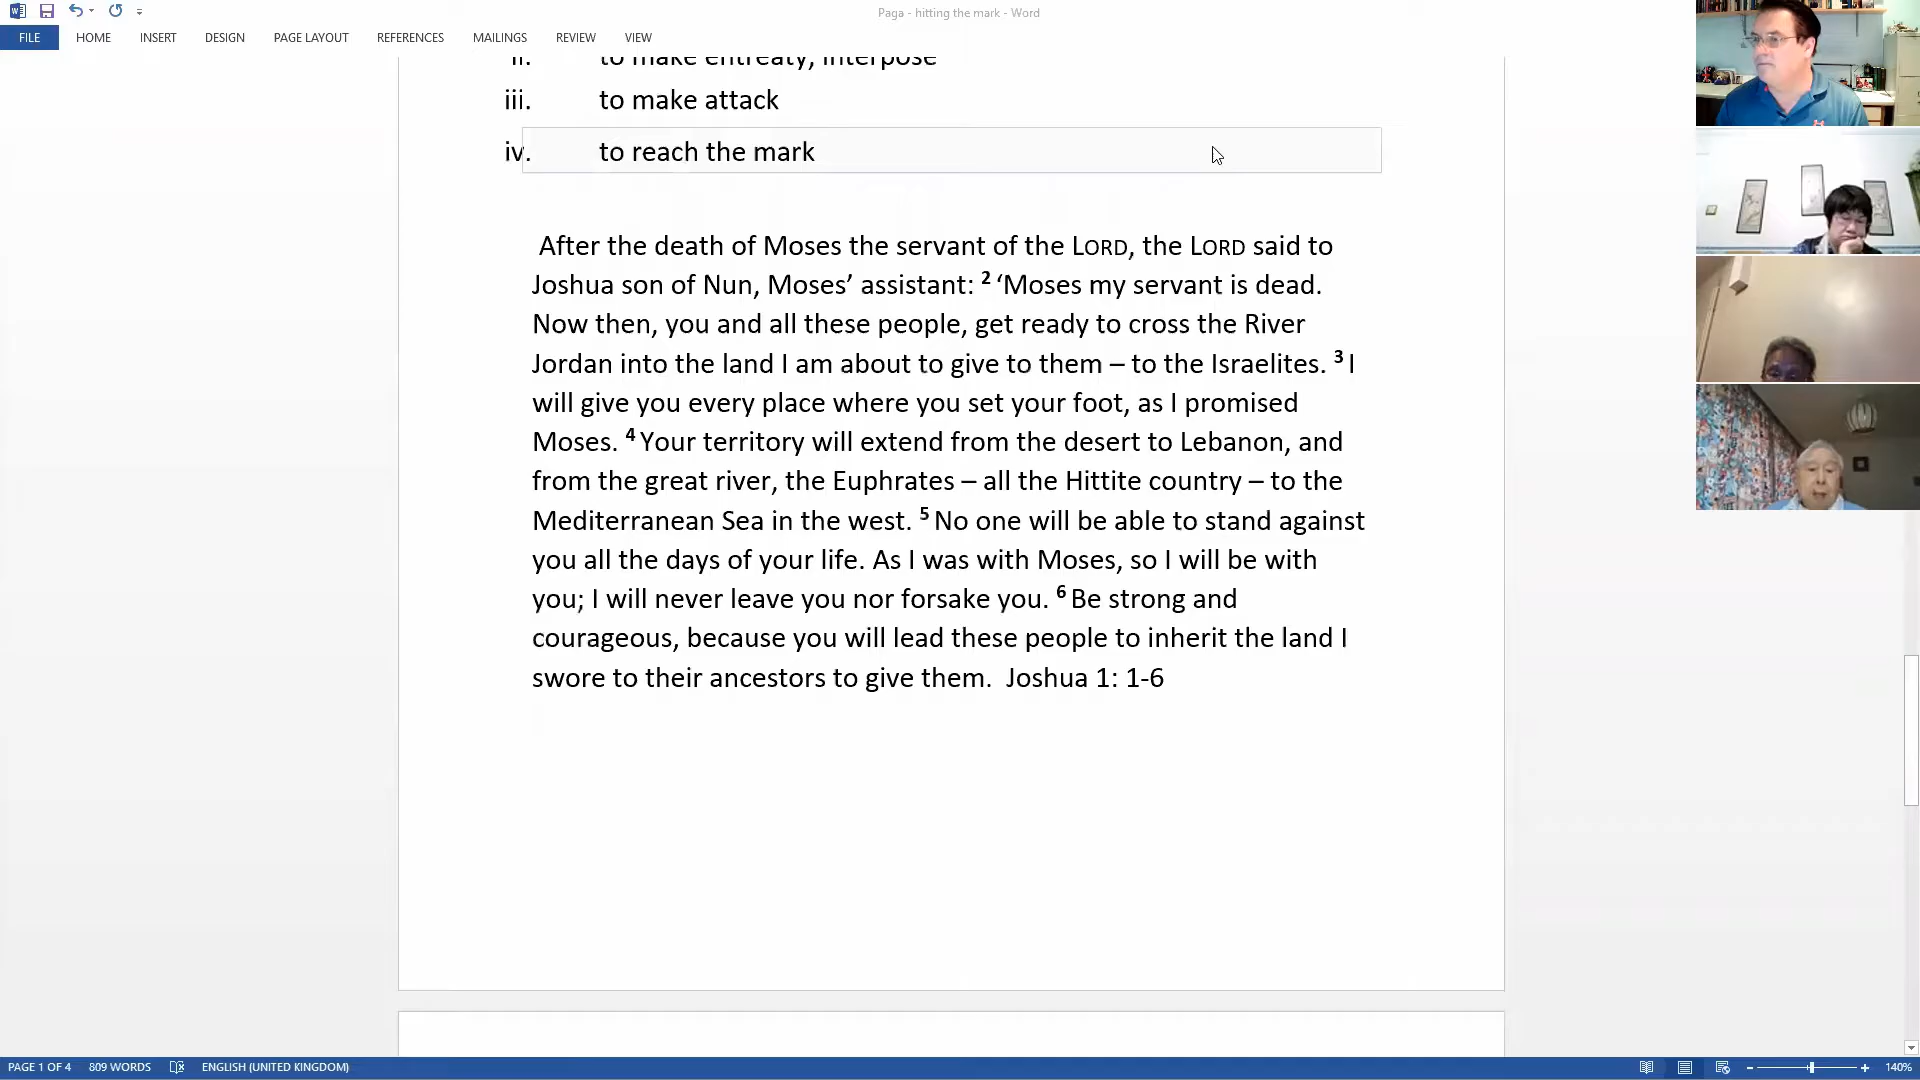 Paga - hitting the mark - Word
FILE HOME INSERT DESIGN PAGE LAYOUT REFERENCES MAILINGS REVIEW VIEW
ii. to make entreaty, interpose
iii. to make attack
iv. to reach the mark
After the death of Moses the servant of the LORD, the LORD said to
Joshua son of Nun, Moses’ assistant: 2 ‘Moses my servant is dead.
Now then, you and all these people, get ready to cross the River
Jordan into the land I am about to give to them – to the Israelites. 3 I
will give you every place where you set your foot, as I promised
Moses. 4 Your territory will extend from the desert to Lebanon, and
from the great river, the Euphrates – all the Hittite country – to the
Mediterranean Sea in the west. 5 No one will be able to stand against
you all the days of your life. As I was with Moses, so I will be with
you; I will never leave you nor forsake you. 6 Be strong and
courageous, because you will lead these people to inherit the land I
swore to their ancestors to give them.  Joshua 1: 1-6
PAGE 1 OF 4 809 WORDS ENGLISH (UNITED KINGDOM) 140%